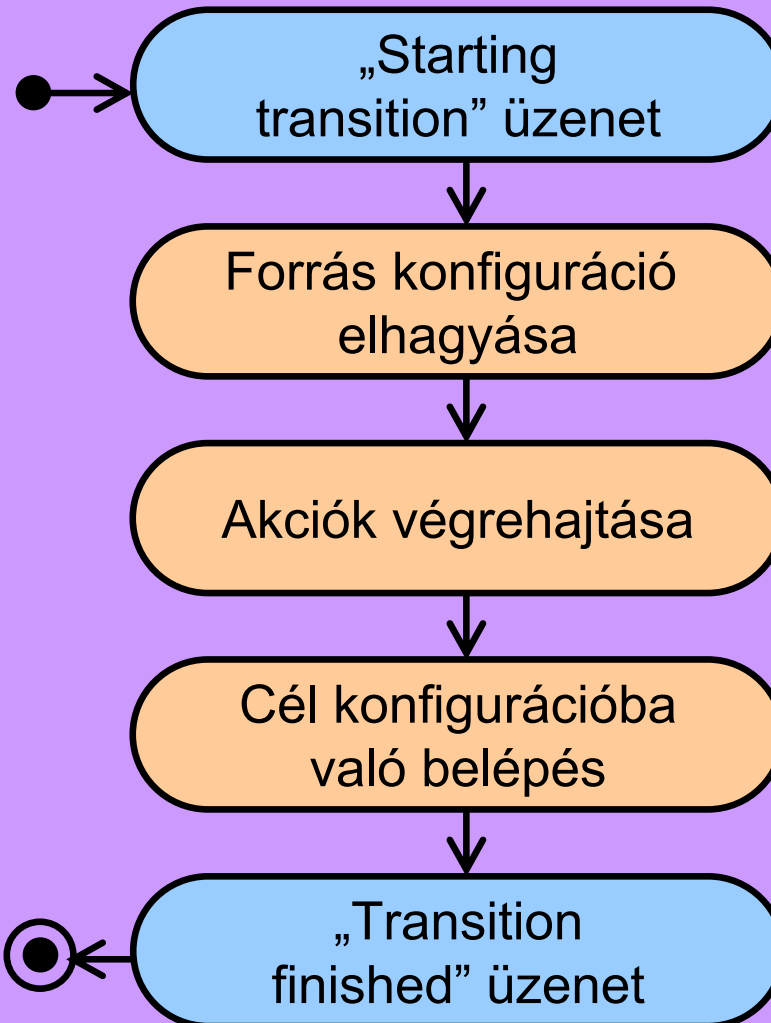 „Starting
transition” üzenet
Forrás konfiguráció
elhagyása
Akciók végrehajtása
Cél konfigurációba
való belépés
„Transition
finished” üzenet